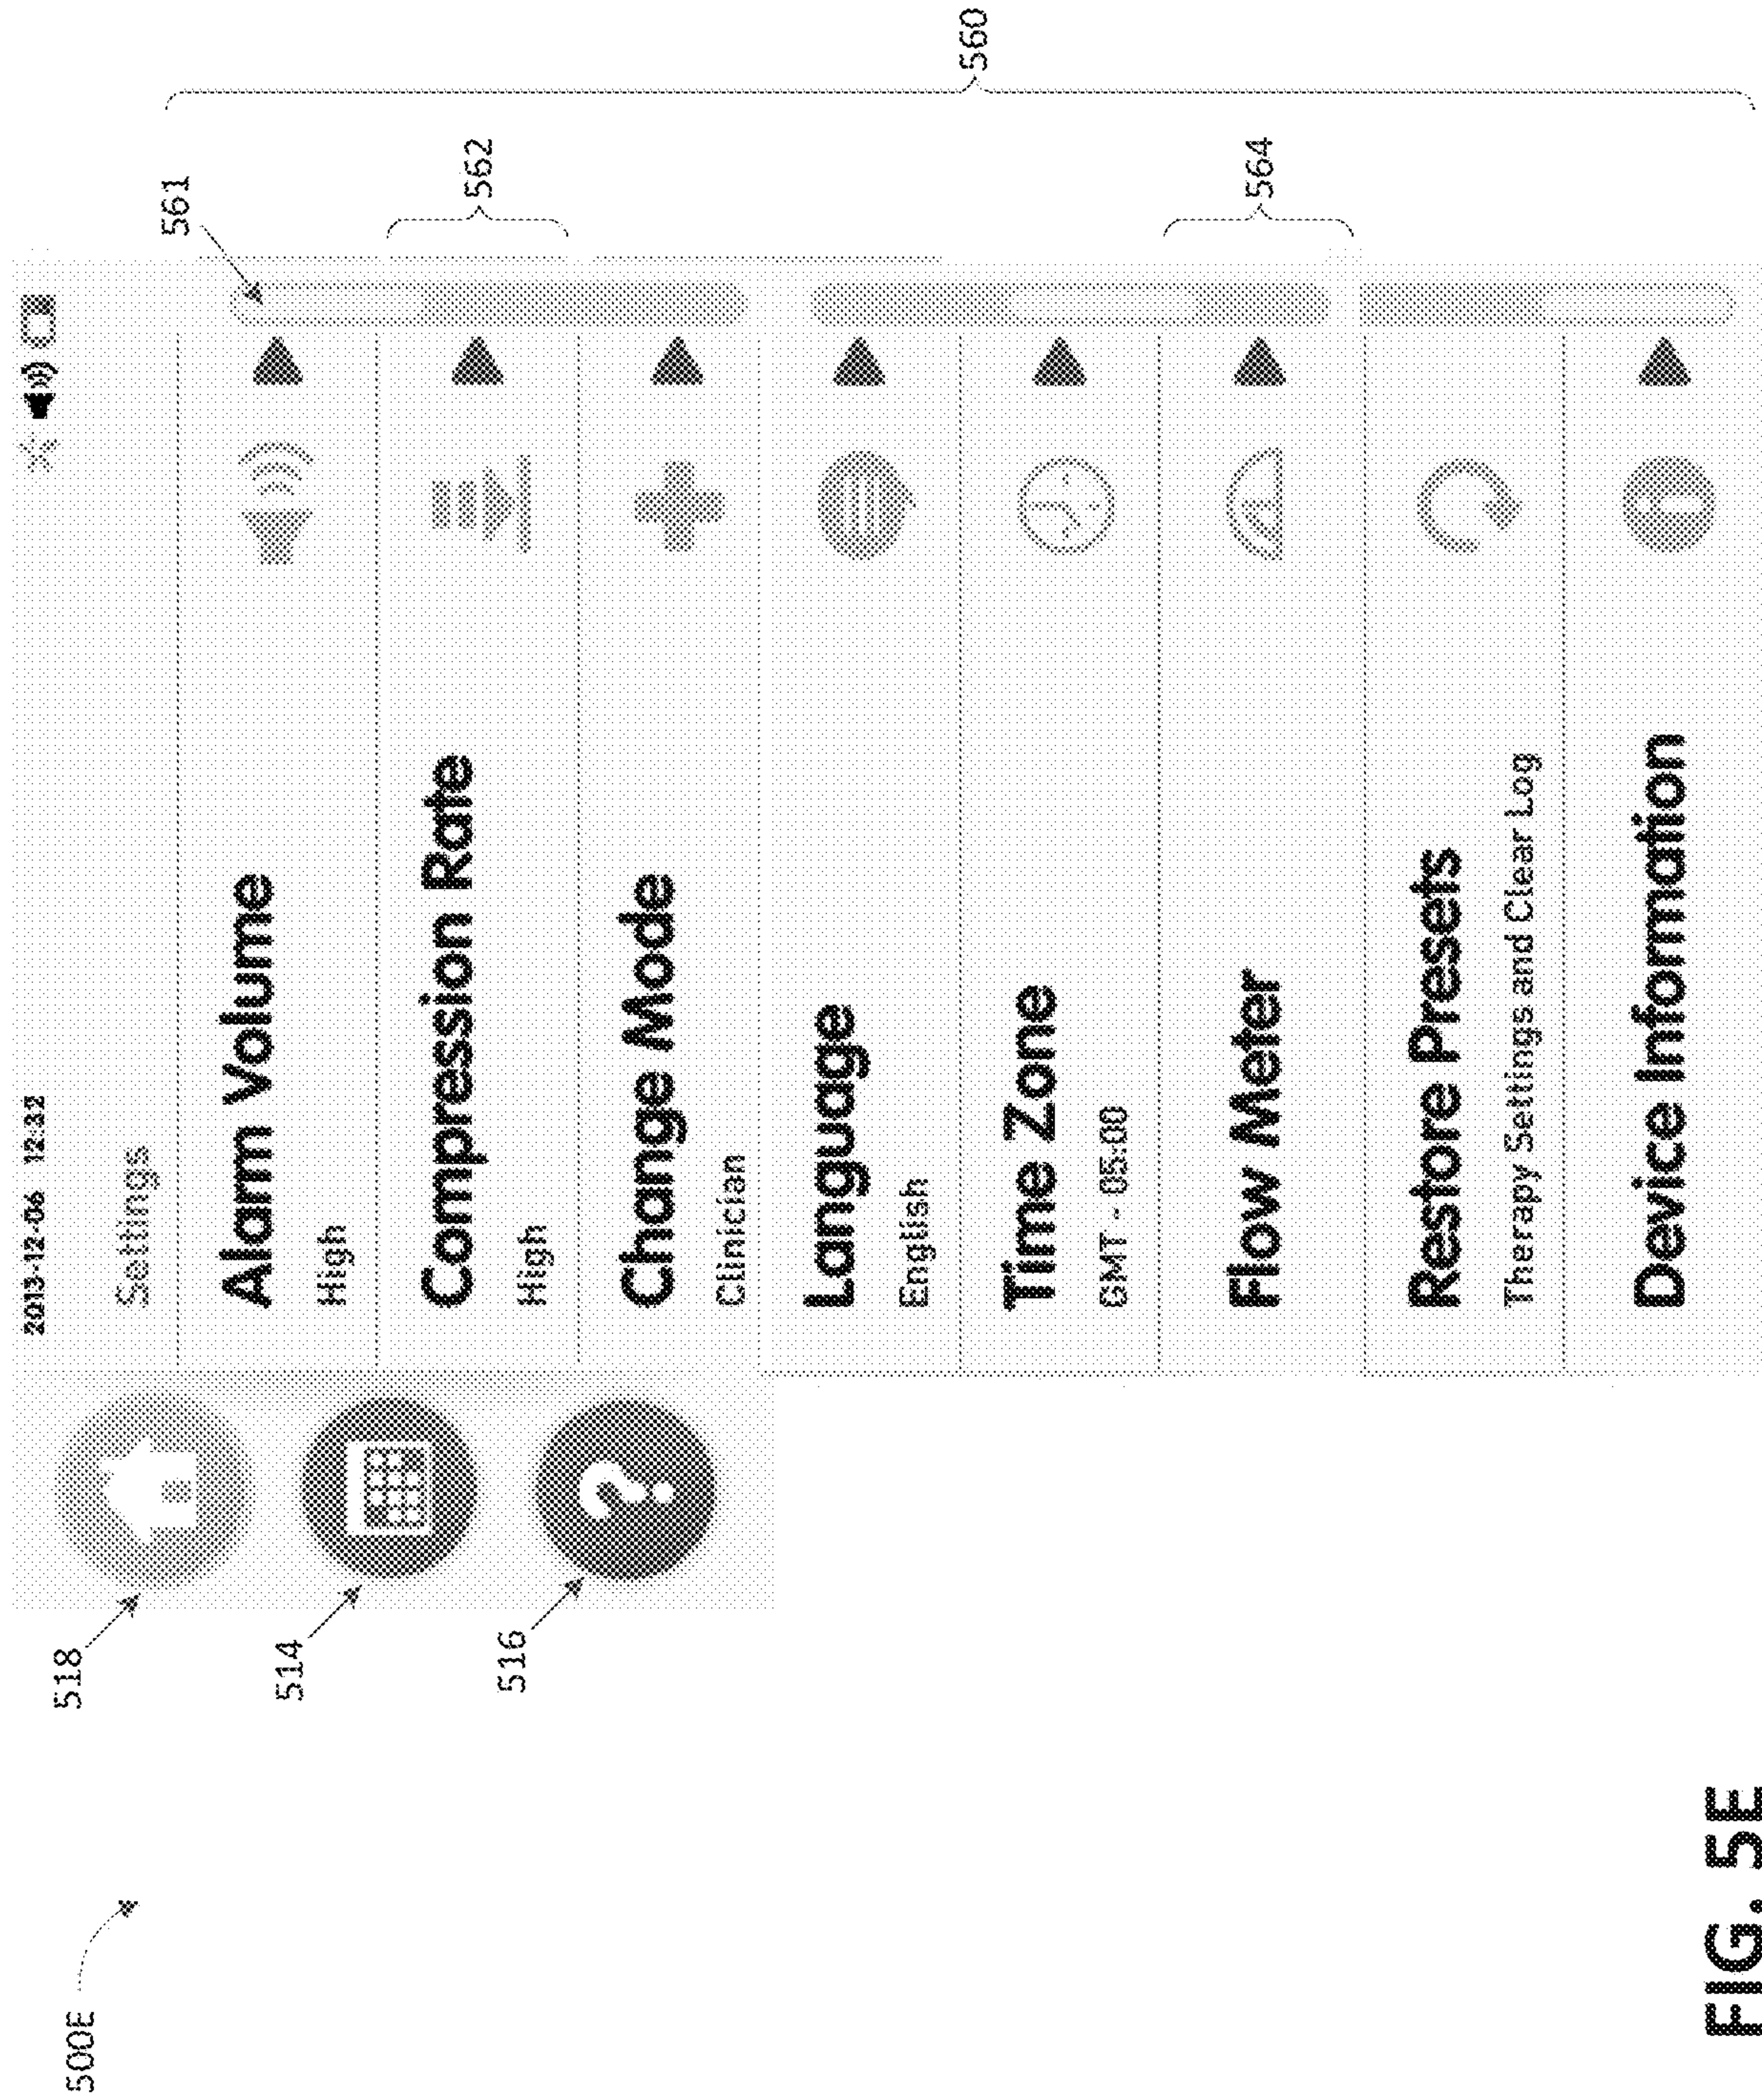 500E
518
514
516
2013-12-06 12:32
Settings
Alarm Volume
High
Compression Rate
High
Change Mode
Clinician
Language
English
Time Zone
GMT - 05:00
Flow Meter
Restore Presets
Therapy Settings and Clear Log
Device Information
561
562
564
560
FIG. 5E